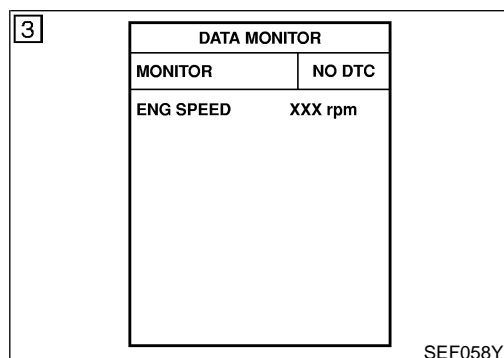 3
DATA MONITOR
MONITOR NO DTC
ENG SPEED XXX rpm
SEF058Y